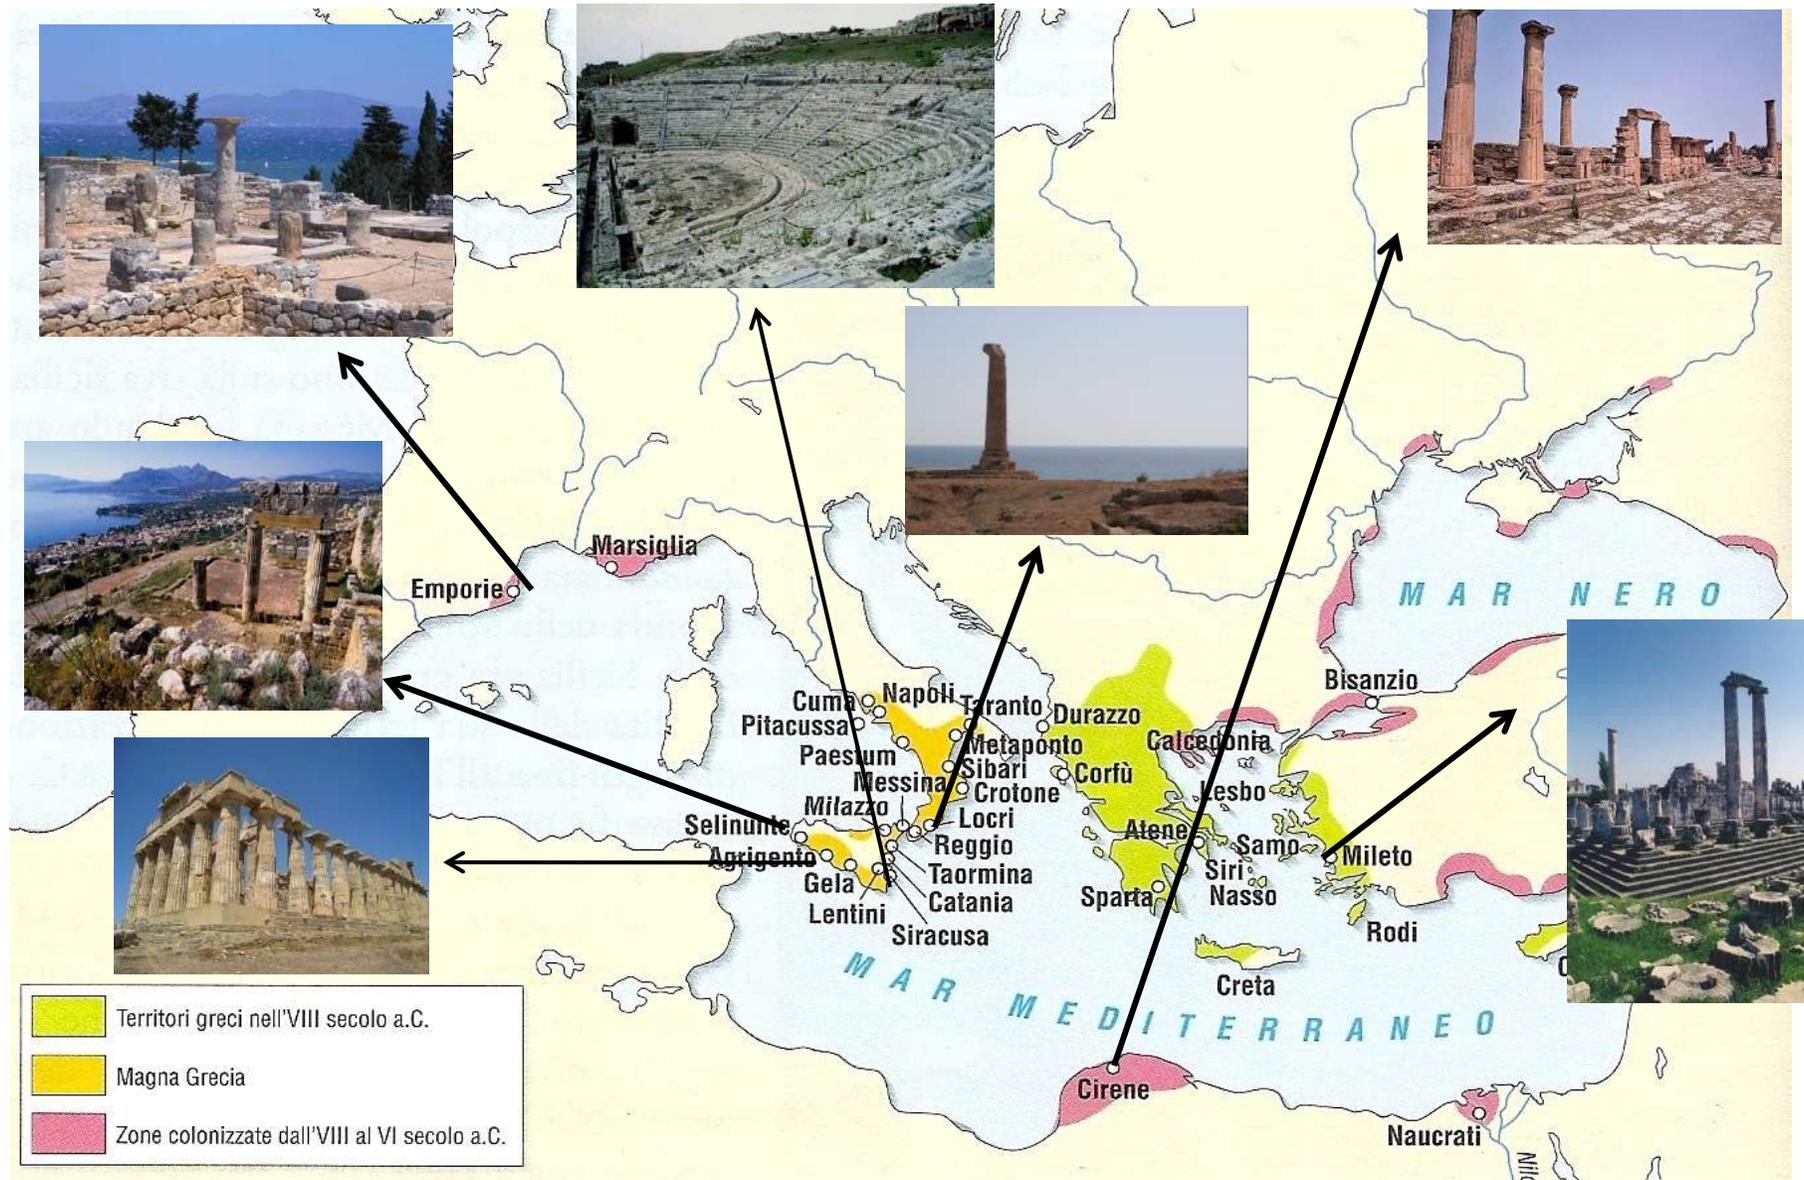 Marsiglia
Emporie
MAR NERO
Bisanzio
Cuma
Napoli
Taranto
Durazzo
Pitacussa
Metaponto
Calcedonia
Paestum
Sibari
Corfù
Messina
Crotone
Lesbo
Milazzo
Locri
Selinunte
Atene
Reggio
Samo
Mileto
Agrigento
Taormina
Siri
Gela
Sparta
Nasso
Catania
Lentini
Rodi
Siracusa
Creta
MAR MEDITERRANEO
Cirene
Naucrati
Territori greci nell'VIII secolo a.C.
Magna Grecia
Zone colonizzate dall'VIII al VI secolo a.C.